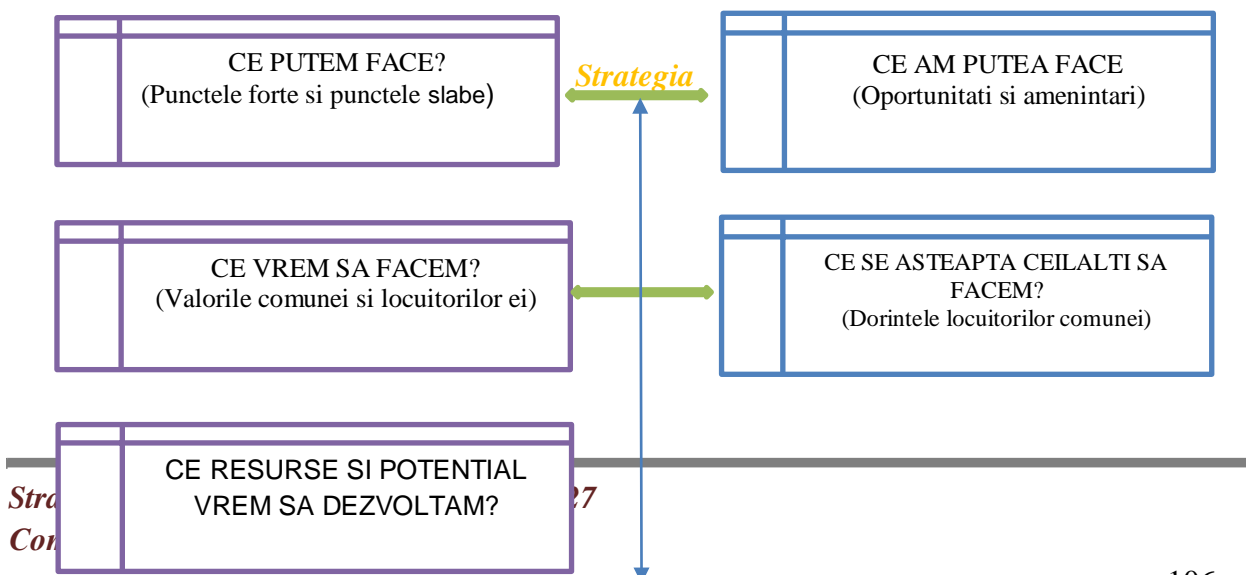 CE PUTEM FACE?
(Punctele forte si punctele slabe)
Strategia
CE AM PUTEA FACE
(Oportunitati si amenintari)
CE VREM SA FACEM?
(Valorile comunei si locuitorilor ei)
CE SE ASTEAPTA CEILALTI SA
FACEM?
(Dorintele locuitorilor comunei)
CE RESURSE SI POTENTIAL
VREM SA DEZVOLTAM?